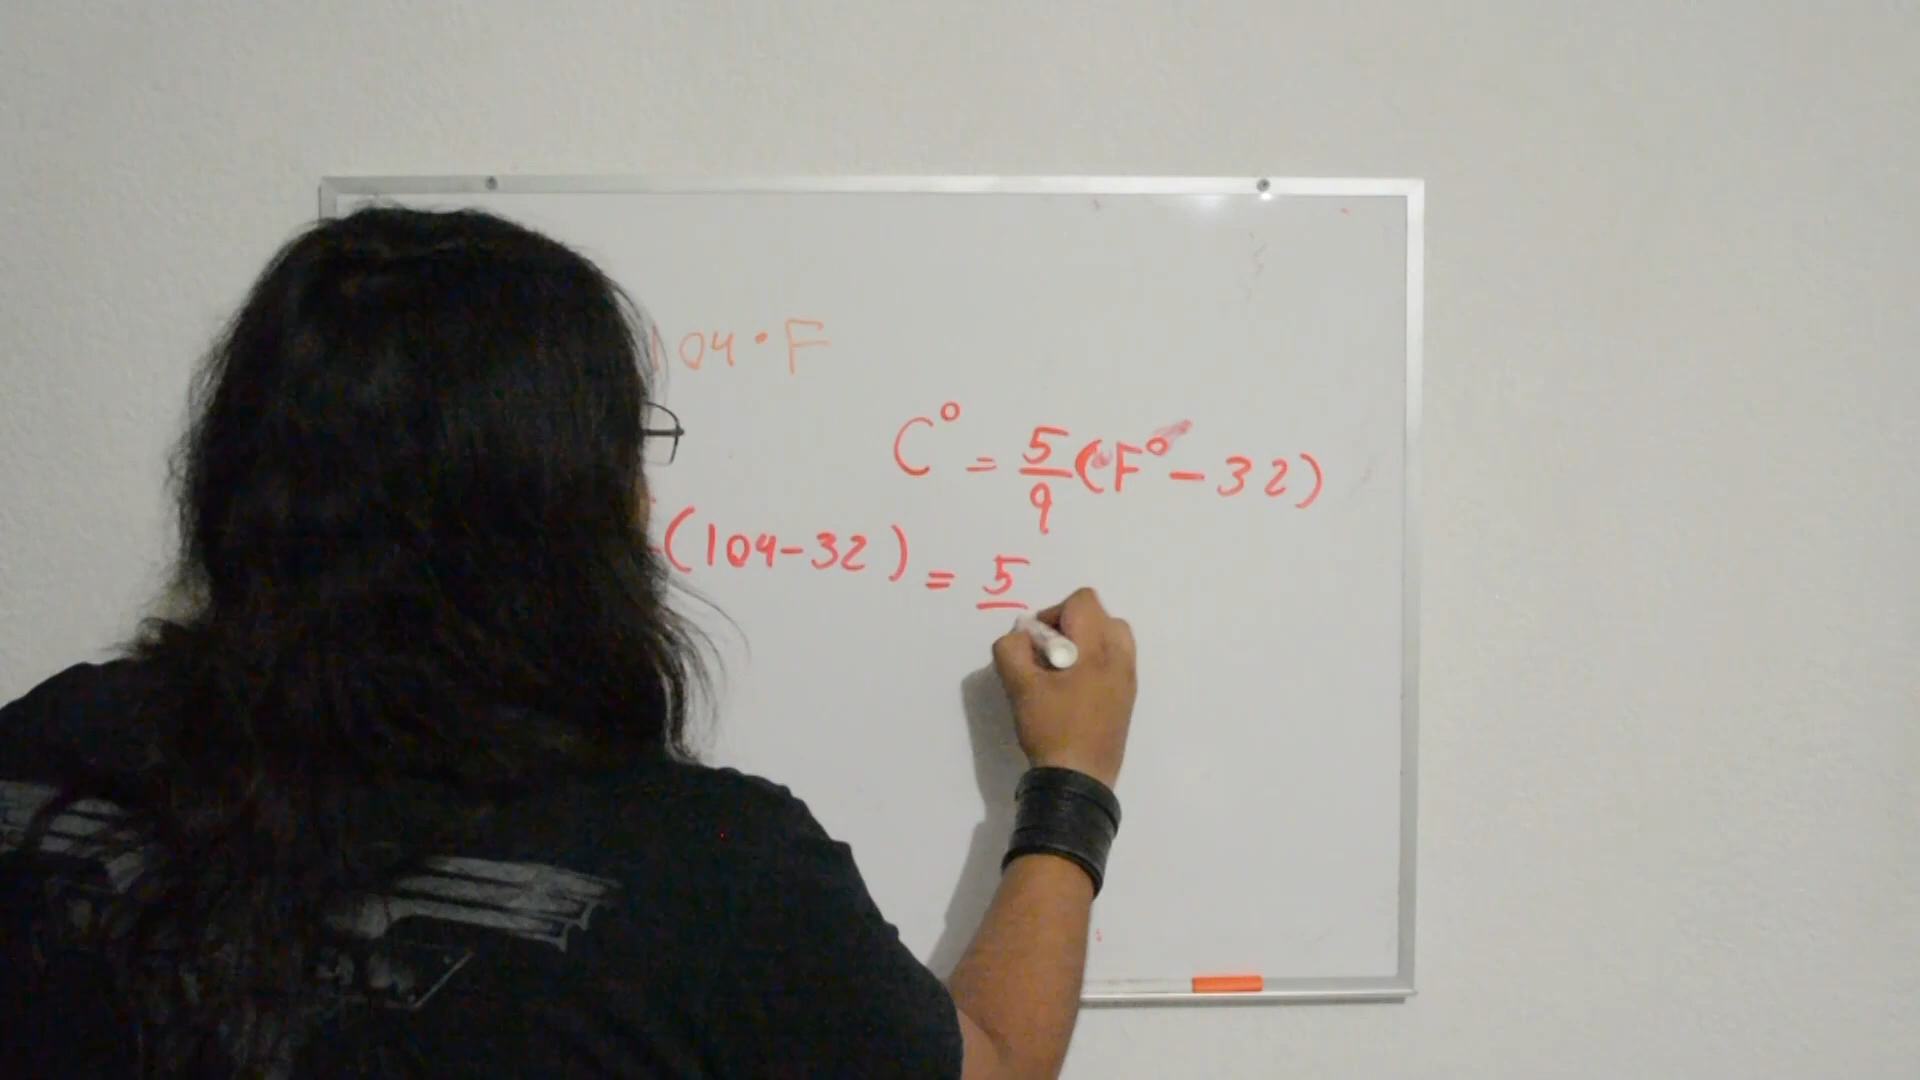 104 • F
C° = 5/9 (F° - 32)
(104-32) = 5